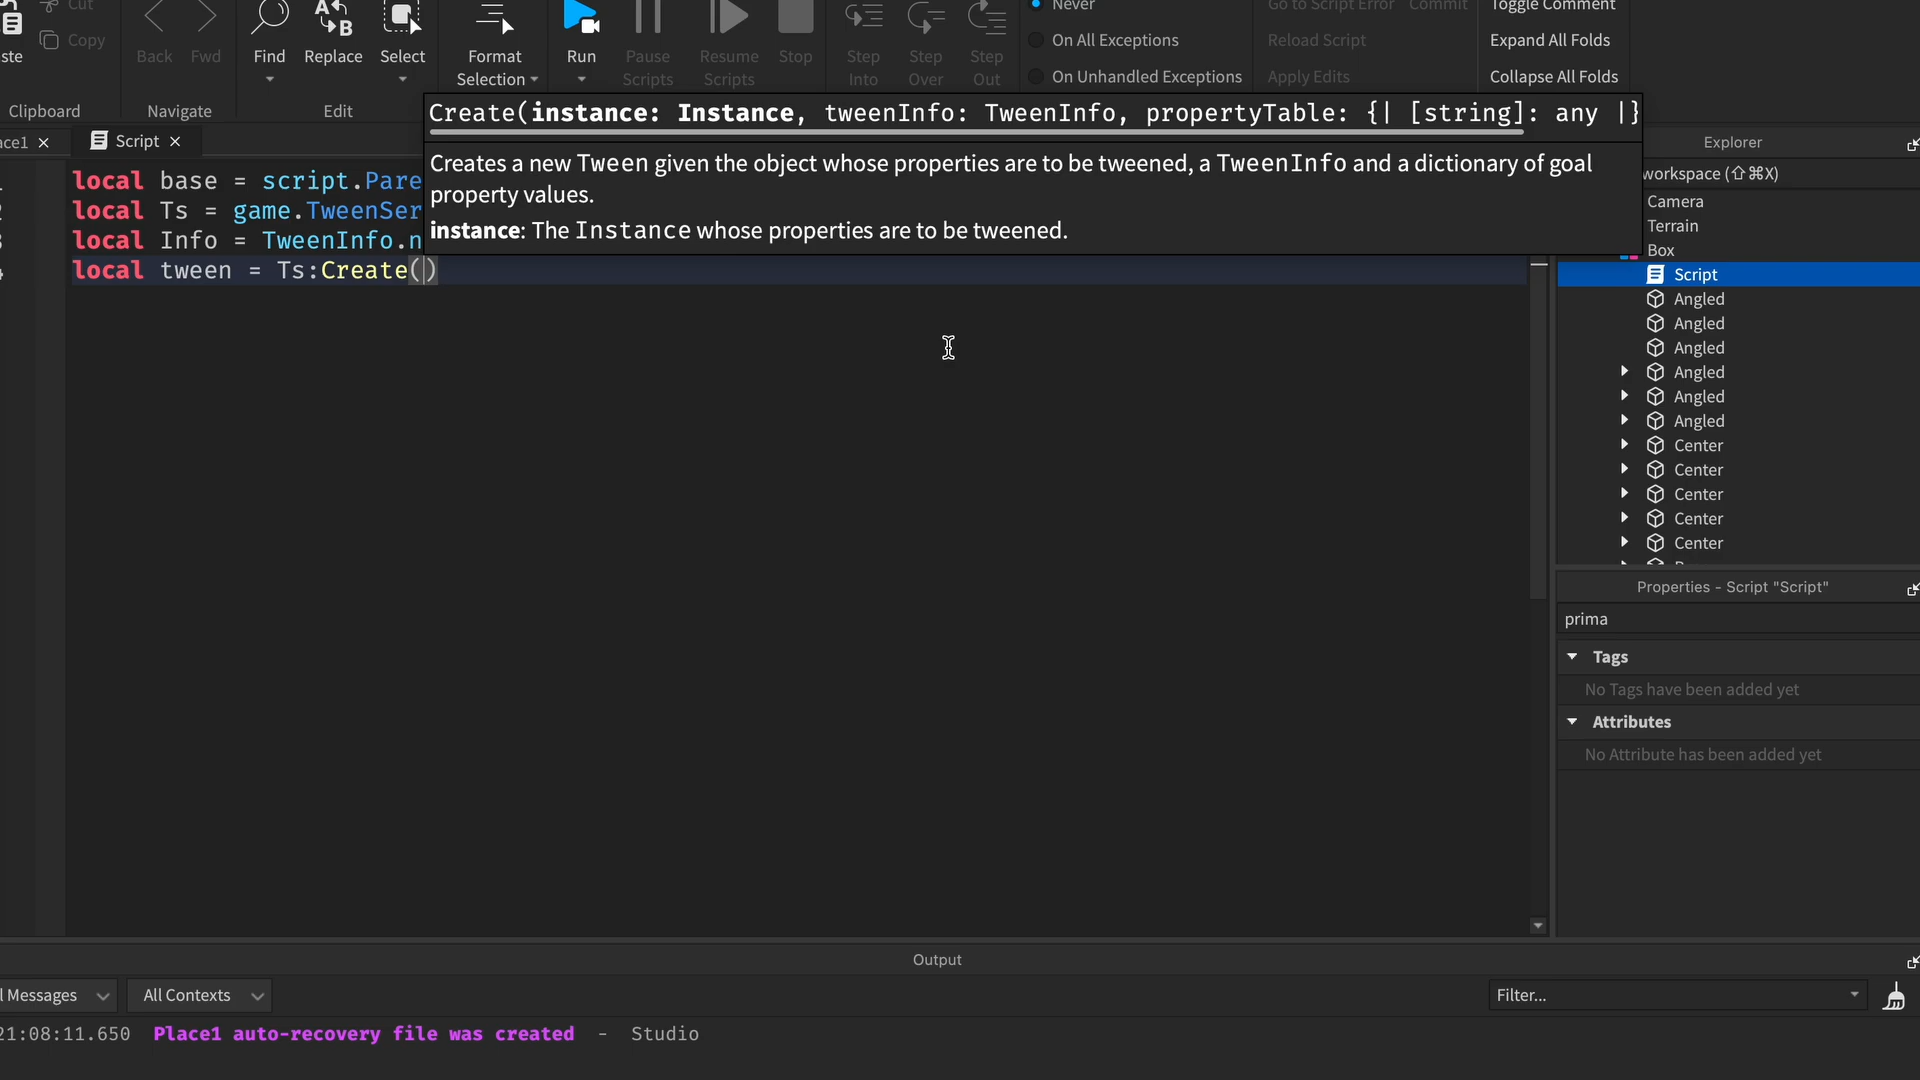 Cut
Never
Go to Script Error Commit
Toggle Comment
ste
Copy
Back
Fwd
Find
Replace
Select
Format Selection
Run
Pause Scripts
Resume Scripts
Stop
Step Into
Step Over
Step Out
On All Exceptions
Reload Script
Expand All Folds
On Unhandled Exceptions
Apply Edits
Collapse All Folds
Clipboard
Navigate
Edit
ace1
Script
Create(instance: Instance, tweenInfo: TweenInfo, propertyTable: {| [string]: any |}
Creates a new Tween given the object whose properties are to be tweened, a TweenInfo and a dictionary of goal
property values.
instance: The Instance whose properties are to be tweened.
local base = script.Pare
local Ts = game.TweenSer
local Info = TweenInfo.n
local tween = Ts:Create()
Explorer
workspace (⇧⌘X)
Camera
Terrain
Box
Script
Angled
Angled
Angled
Angled
Angled
Angled
Center
Center
Center
Center
Center
Properties - Script "Script"
prima
Tags
No Tags have been added yet
Attributes
No Attribute has been added yet
Output
l Messages
All Contexts
Filter...
21:08:11.650 Place1 auto-recovery file was created - Studio